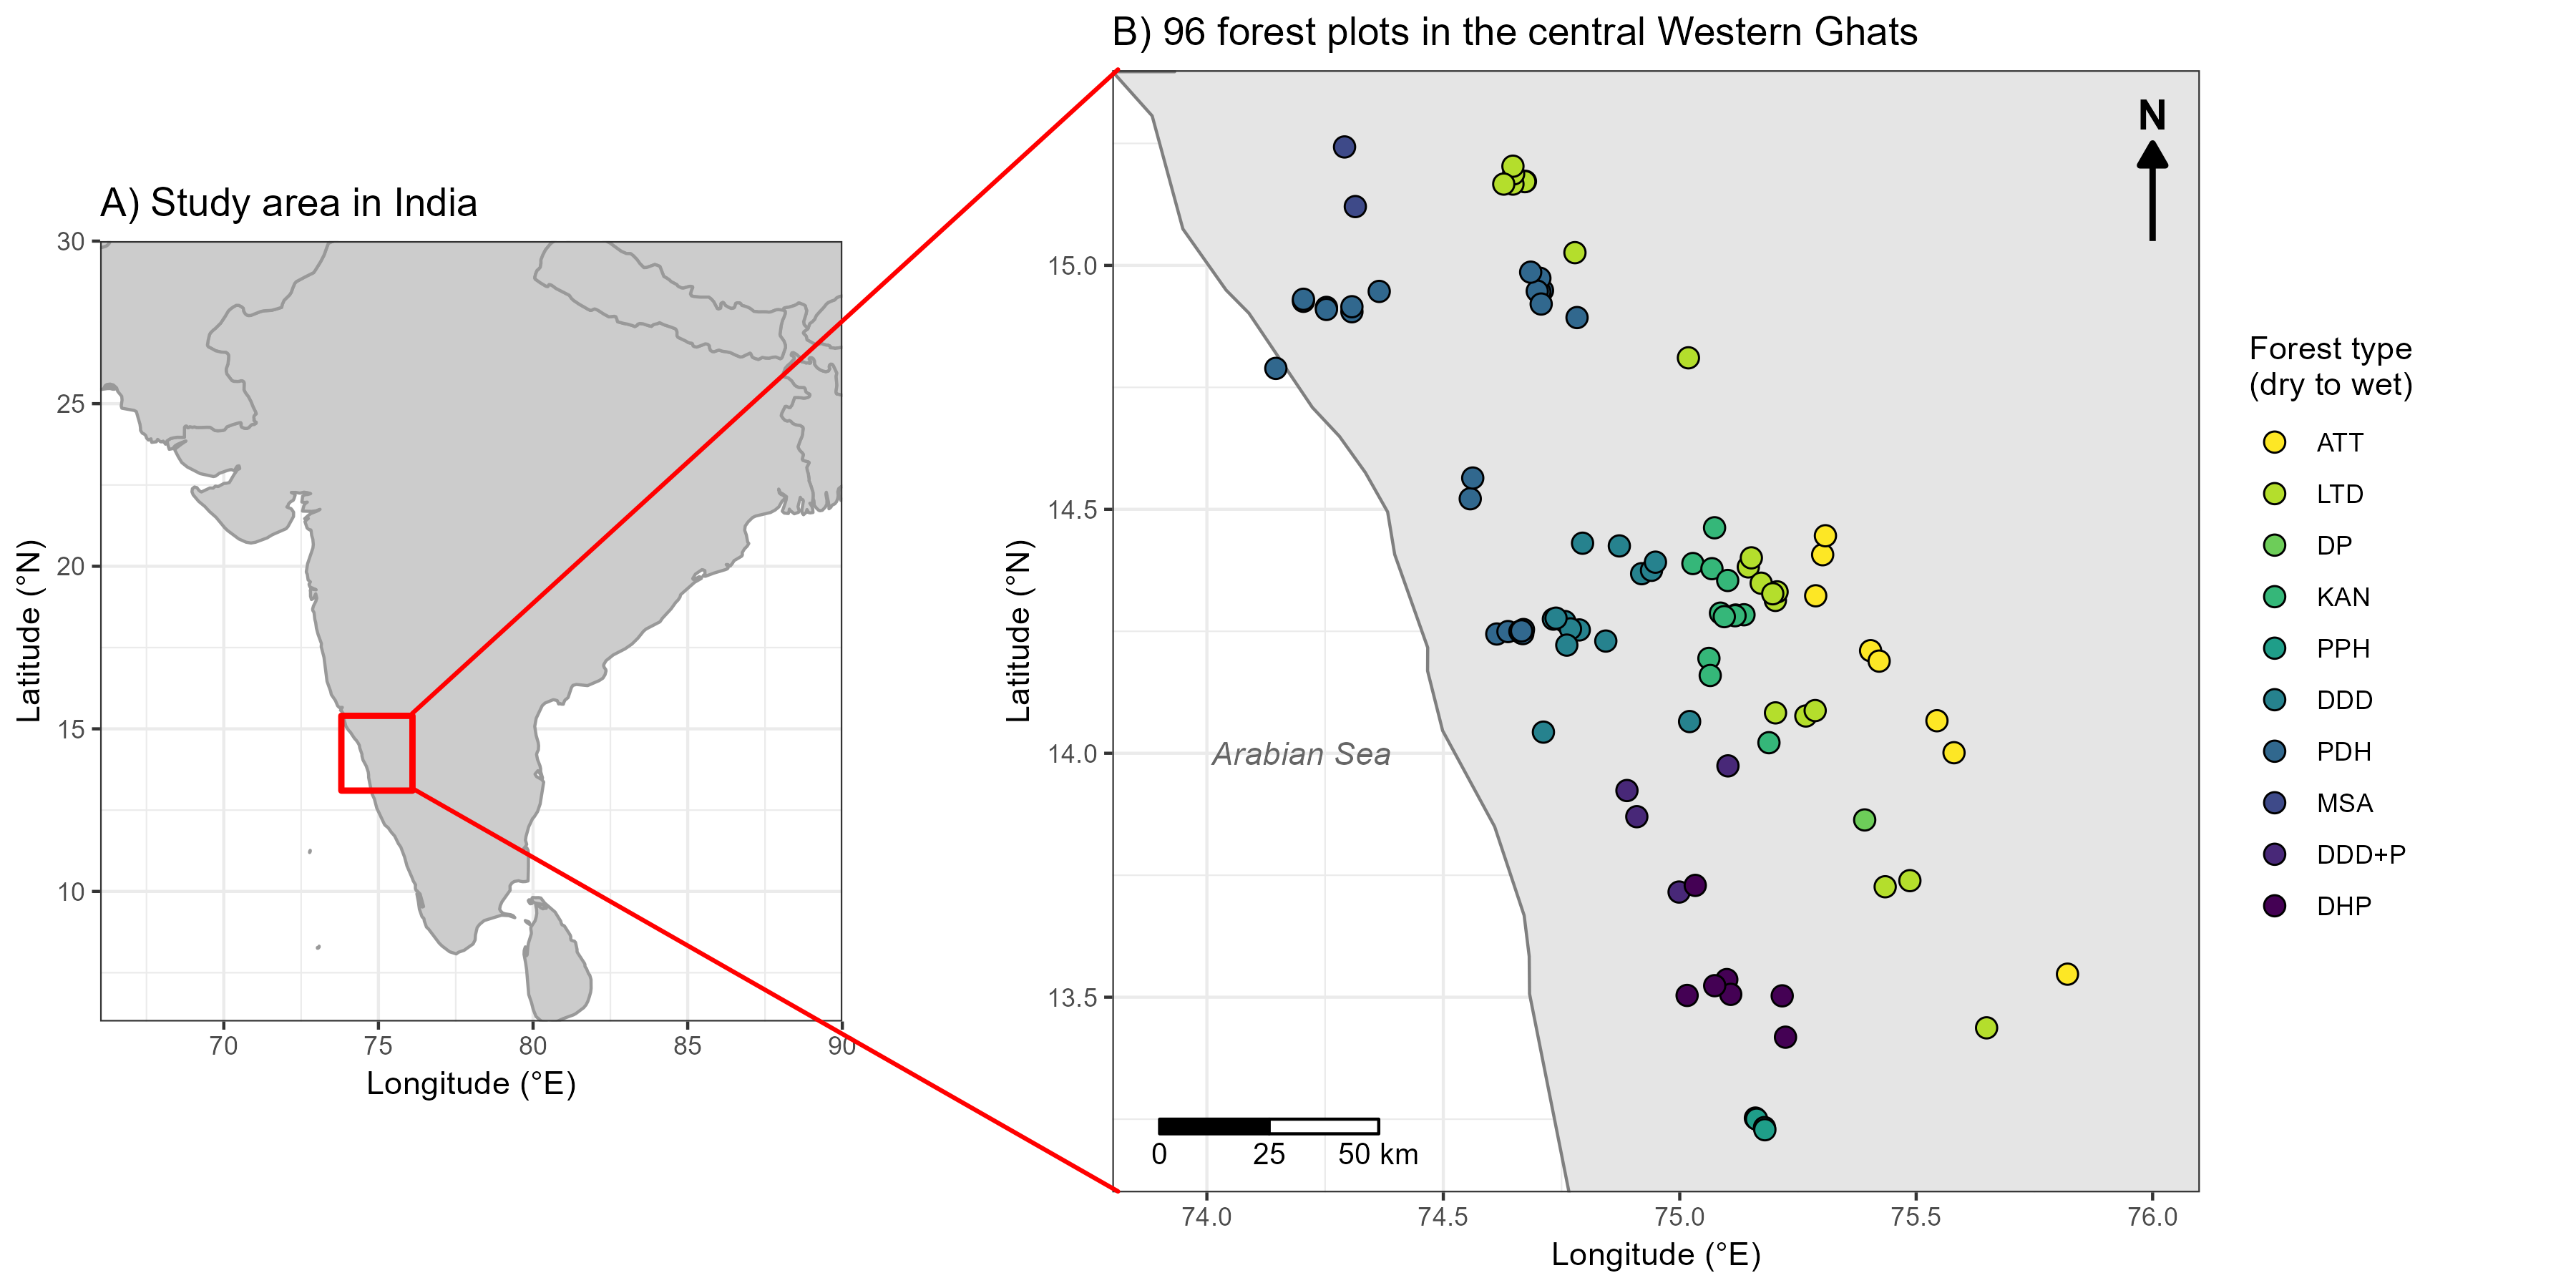 A) Study area in India
30
25
20
15
10
Latitude (°N)
70
75
80
85
90
Longitude (°E)
B) 96 forest plots in the central Western Ghats
N
15.0
14.5
14.0
13.5
Latitude (°N)
Arabian Sea
0
25
50 km
74.0
74.5
75.0
75.5
76.0
Longitude (°E)
Forest type
(dry to wet)
ATT
LTD
DP
KAN
PPH
DDD
PDH
MSA
DDD+P
DHP